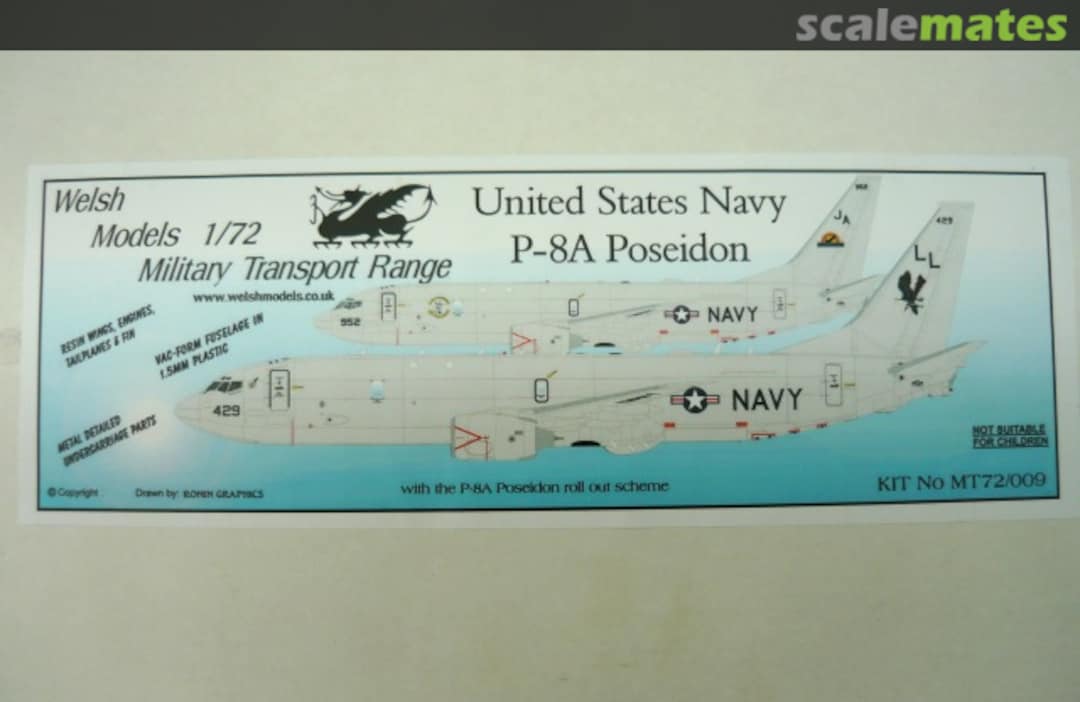 scalemates
Welsh
Models 1/72
Military Transport Range
www.welshmodels.co.uk
United States Navy
P-8A Poseidon
RESIN WINGS, ENGINES,
TAILPLANES & FIN
VAC-FORM FUSELAGE IN
1.5MM PLASTIC
METAL DETAILED
UNDERCARRIAGE PARTS
952
JA
952
NAVY
429
LL
429
NAVY
NOT SUITABLE
FOR CHILDREN
© Copyright
Drawn by: RONIN GRAPHICS
with the P-8A Poseidon roll out scheme
KIT No MT72/009